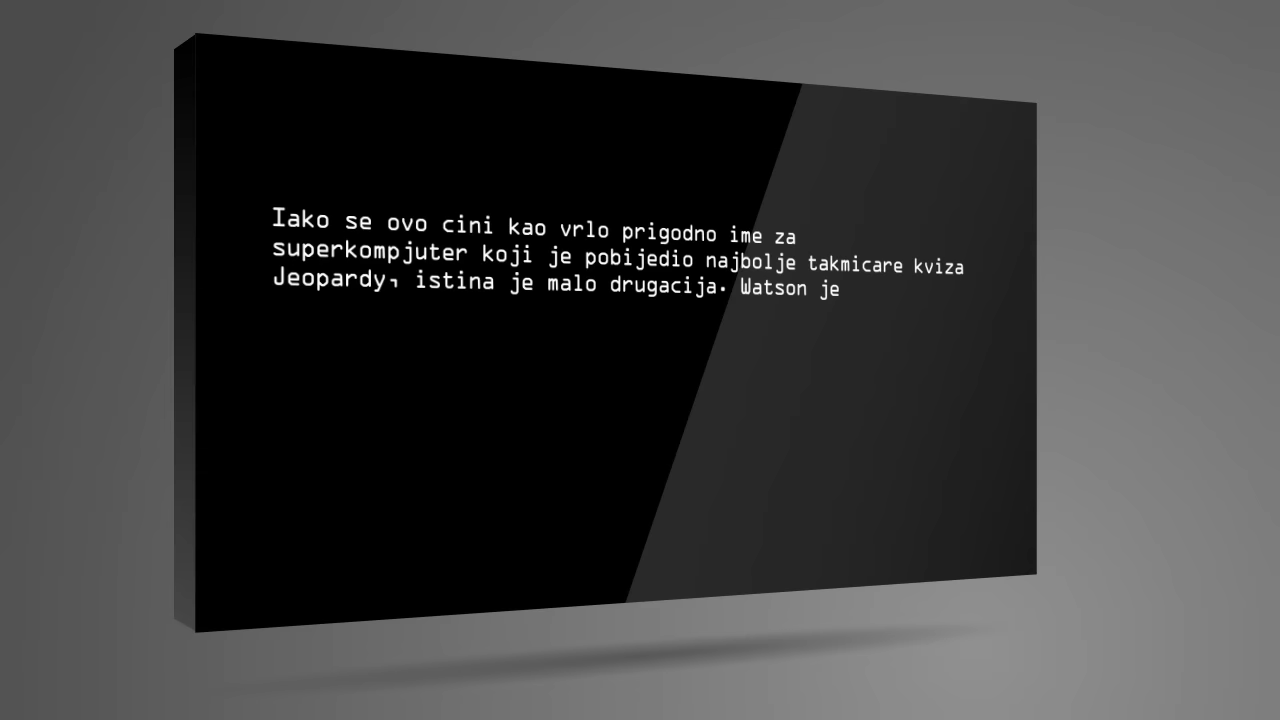 Iako se ovo cini kao vrlo prigodno ime za
superkompjuter koji je pobijedio najbolje takmicare kviza
Jeopardy, istina je malo drugacija. Watson je